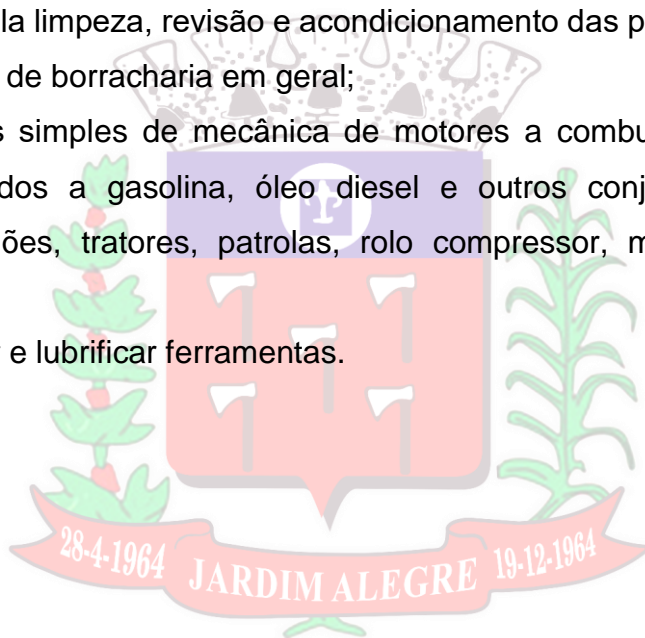 la limpeza, revisão e acondicionamento das p
de borracharia em geral;
s simples de mecânica de motores a combu
dos a gasolina, óleo diesel e outros conj
ões, tratores, patrolas, rolo compressor, m
e lubrificar ferramentas.
28-4-1964 JARDIM ALEGRE 19-12-1964